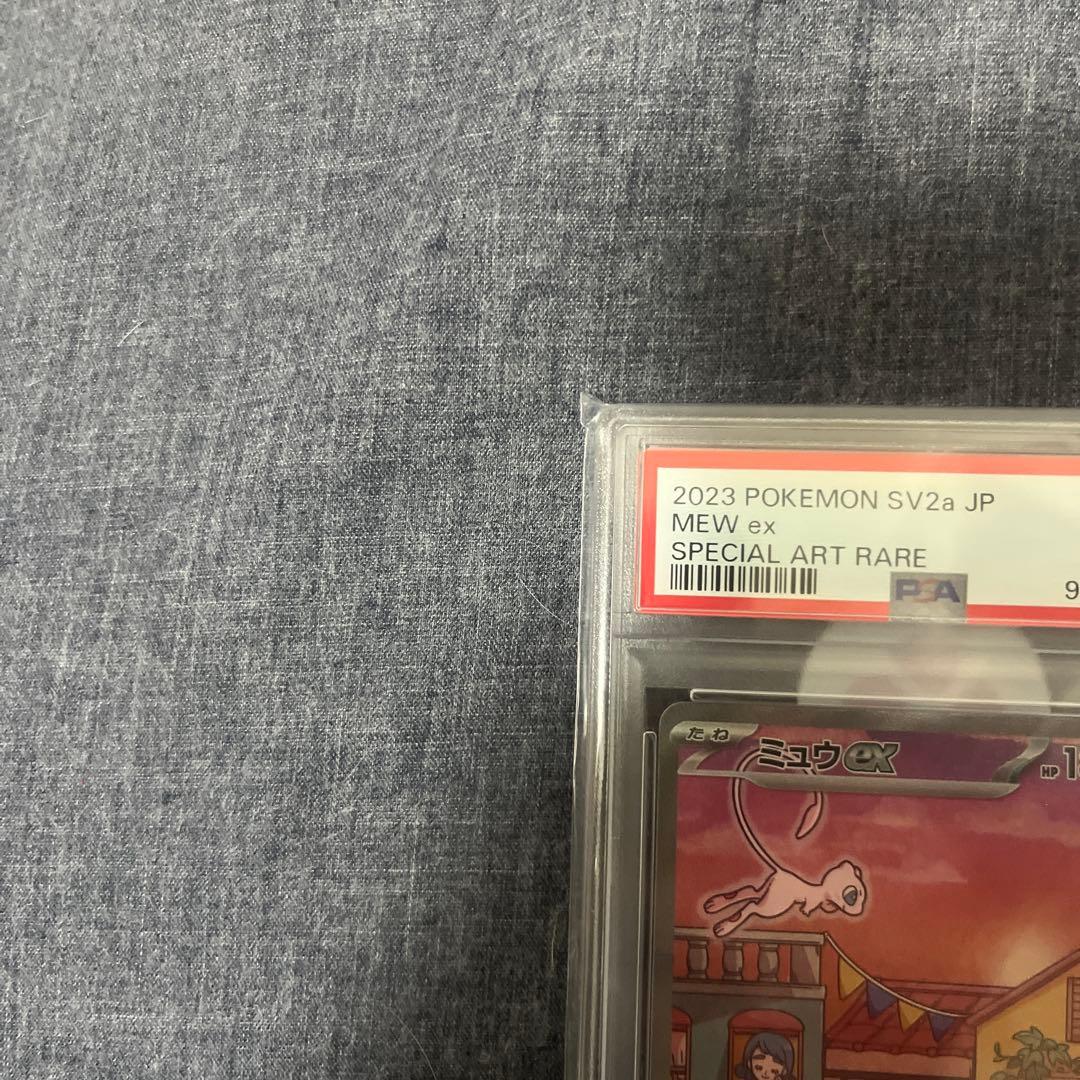 2023 POKEMON SV2a JP
MEW ex
SPECIAL ART RARE
PSA
たね
ミュウex
HP